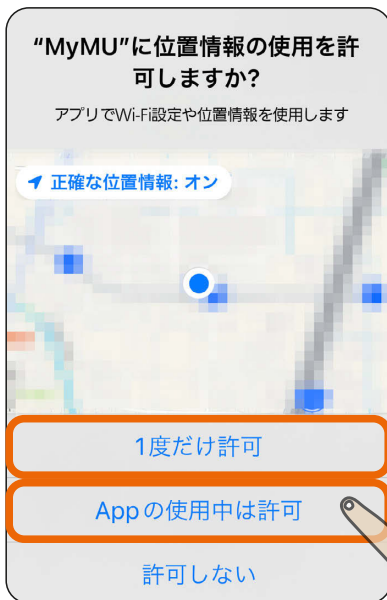 “MyMU”に位置情報の使用を許
可しますか?
アプリでWi-Fi設定や位置情報を使用します
正確な位置情報: オン
1度だけ許可
Appの使用中は許可
許可しない